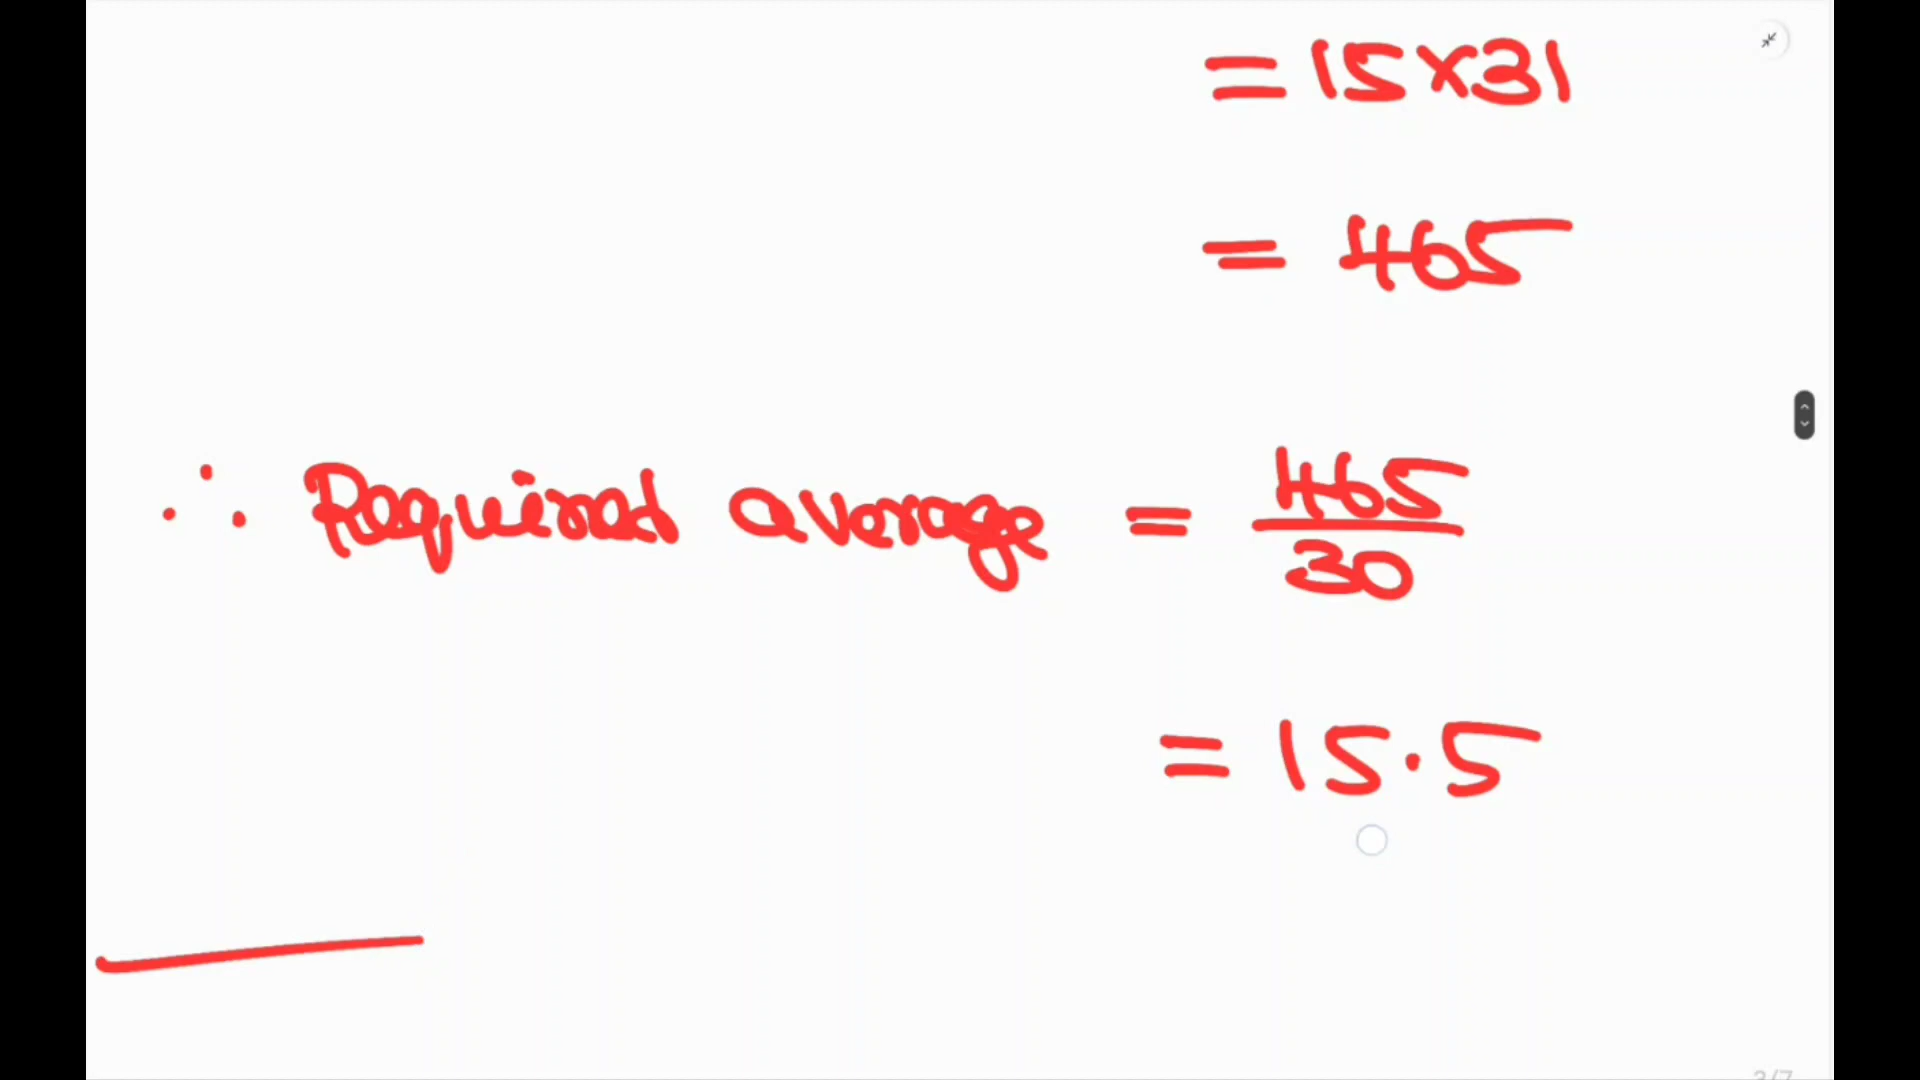 = 15×31
= 465
∴ Required average = 465/30
= 15.5